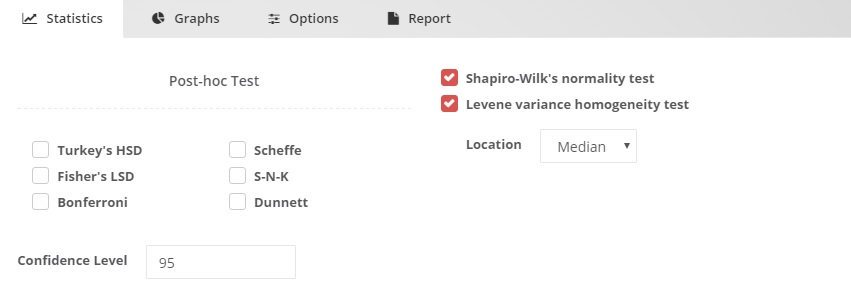 Statistics Graphs Options Report
Post-hoc Test
Turkey's HSD Scheffe
Fisher's LSD S-N-K
Bonferroni Dunnett
Confidence Level 95
Shapiro-Wilk's normality test
Levene variance homogeneity test
Location Median